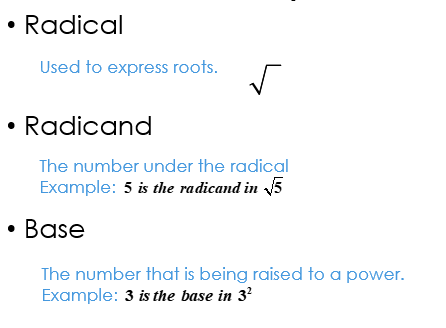 • Radical
Used to express roots. √
• Radicand
The number under the radical
Example: 5 is the radicand in √5
• Base
The number that is being raised to a power.
Example: 3 is the base in 3²